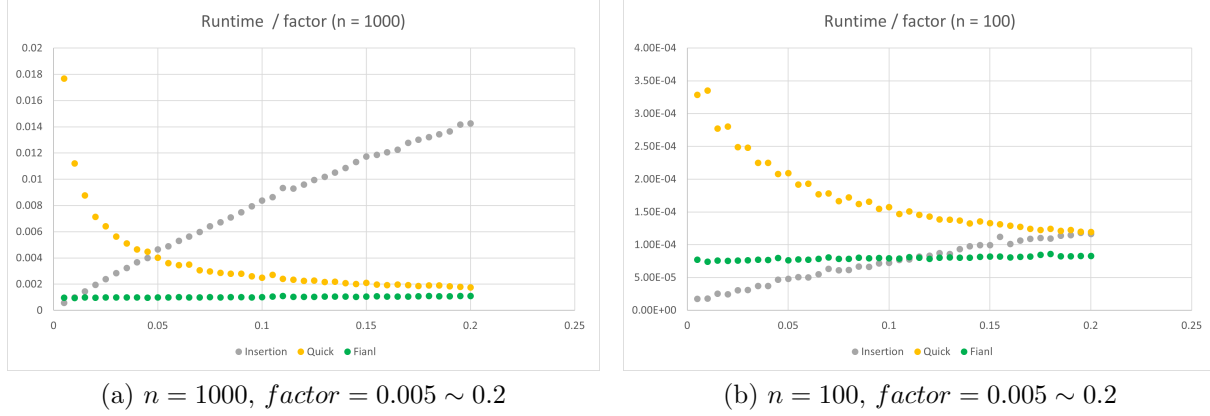 Runtime / factor (n = 1000)
0.02
0.018
0.016
0.014
0.012
0.01
0.008
0.006
0.004
0.002
0
0 0.05 0.1 0.15 0.2 0.25
Insertion Quick Fianl
(a) n = 1000, factor = 0.005 ∼ 0.2
Runtime / factor (n = 100)
4.00E-04
3.50E-04
3.00E-04
2.50E-04
2.00E-04
1.50E-04
1.00E-04
5.00E-05
0.00E+00
0 0.05 0.1 0.15 0.2 0.25
Insertion Quick Fianl
(b) n = 100, factor = 0.005 ∼ 0.2